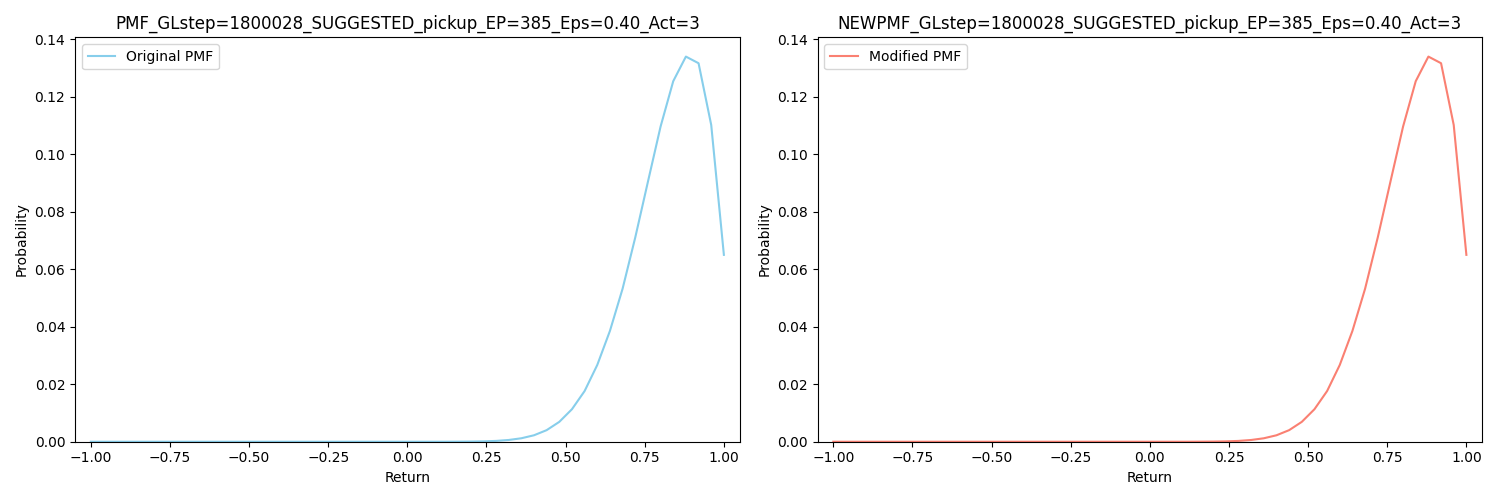 PMF_GLstep=1800028_SUGGESTED_pickup_EP=385_Eps=0.40_Act=3
Original PMF
0.14
0.12
0.10
0.08
0.06
0.04
0.02
0.00
Probability
−1.00 −0.75 −0.50 −0.25 0.00 0.25 0.50 0.75 1.00
Return
NEWPMF_GLstep=1800028_SUGGESTED_pickup_EP=385_Eps=0.40_Act=3
Modified PMF
0.14
0.12
0.10
0.08
0.06
0.04
0.02
0.00
Probability
−1.00 −0.75 −0.50 −0.25 0.00 0.25 0.50 0.75 1.00
Return